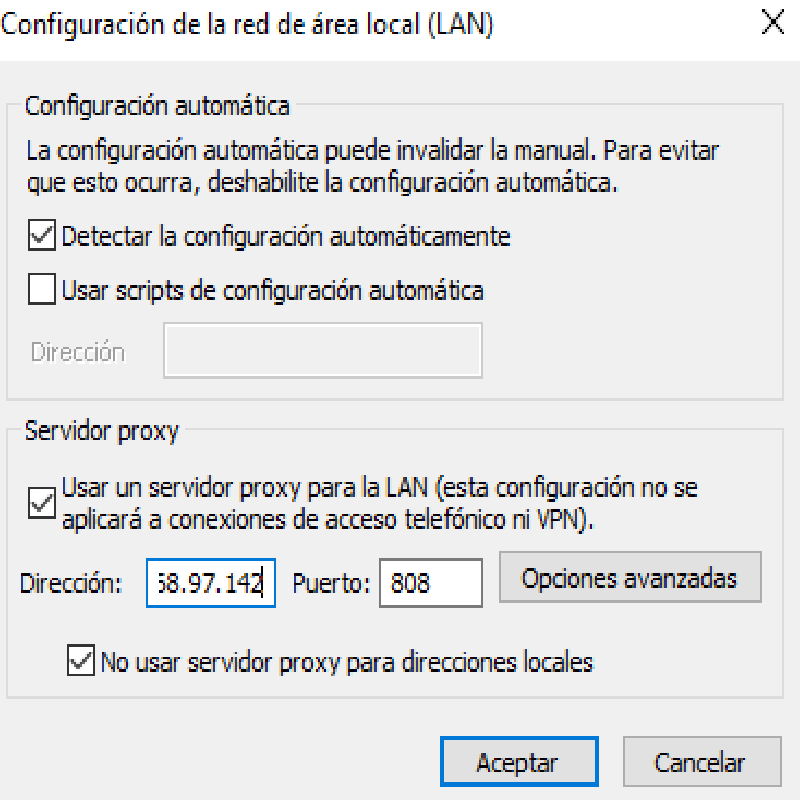 Configuración de la red de área local (LAN)
Configuración automática
La configuración automática puede invalidar la manual. Para evitar
que esto ocurra, deshabilite la configuración automática.
Detectar la configuración automáticamente
Usar scripts de configuración automática
Dirección
Servidor proxy
Usar un servidor proxy para la LAN (esta configuración no se
aplicará a conexiones de acceso telefónico ni VPN).
Dirección: 68.97.142 Puerto: 808 Opciones avanzadas
No usar servidor proxy para direcciones locales
Aceptar Cancelar